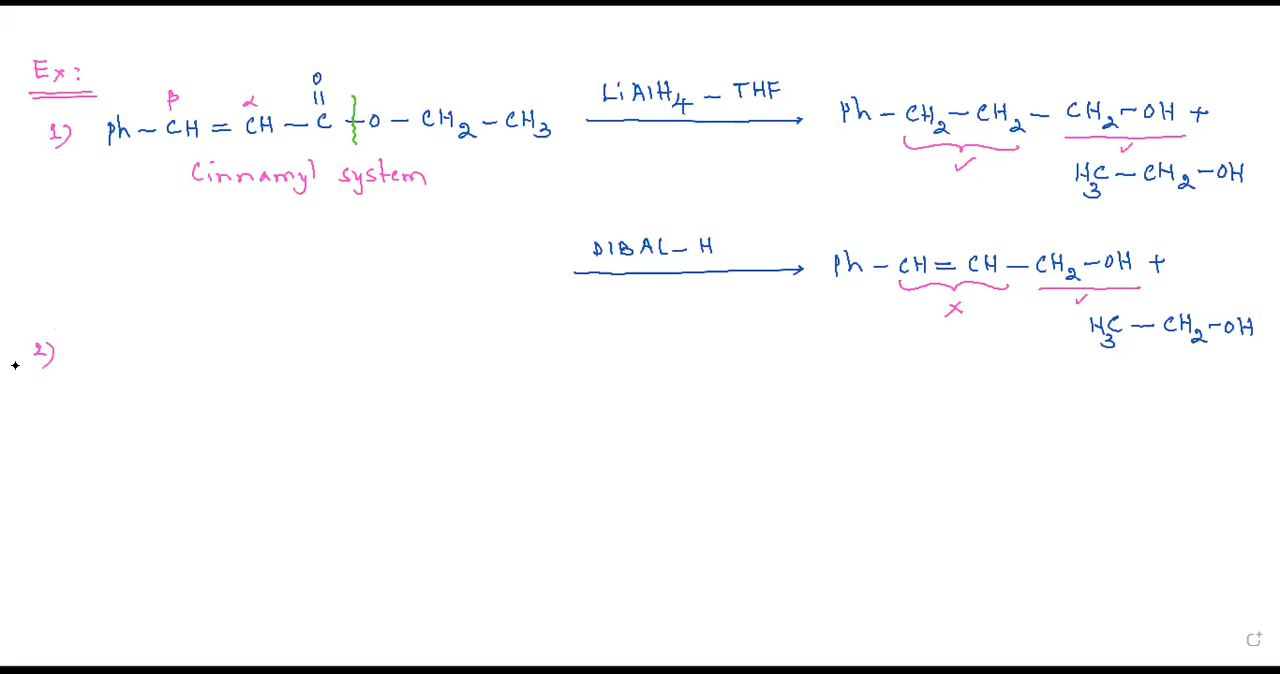 Ex:
O
β α || LiAlH4 - THF
1) Ph - CH = CH - C - O - CH2 - CH3 Ph - CH2 - CH2 - CH2 - OH +
Cinnamyl system ✓ ✓
H3C - CH2 - OH
DIBAL - H Ph - CH = CH - CH2 - OH +
× ✓
H3C - CH2 - OH
2)